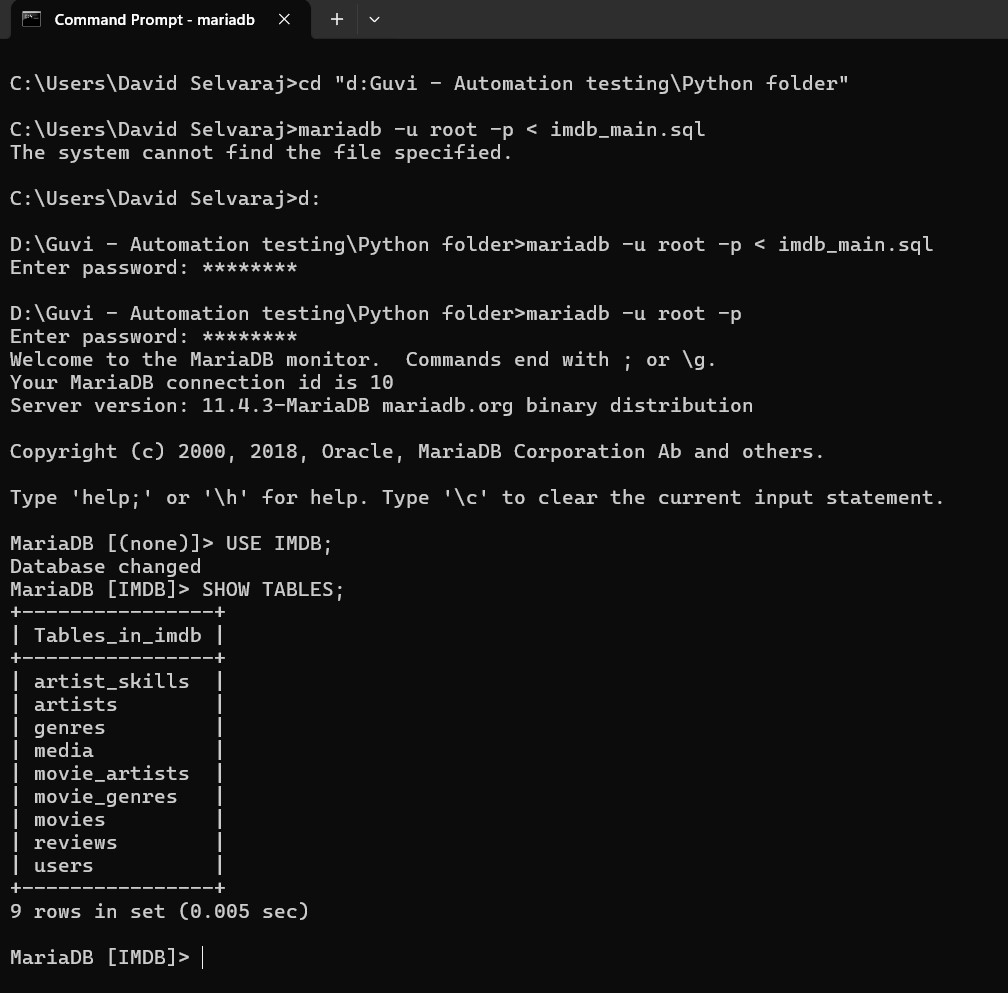 Command Prompt - mariadb
C:\Users\David Selvaraj>cd "d:Guvi - Automation testing\Python folder"
C:\Users\David Selvaraj>mariadb -u root -p < imdb_main.sql
The system cannot find the file specified.
C:\Users\David Selvaraj>d:
D:\Guvi - Automation testing\Python folder>mariadb -u root -p < imdb_main.sql
Enter password: ********
D:\Guvi - Automation testing\Python folder>mariadb -u root -p
Enter password: ********
Welcome to the MariaDB monitor.  Commands end with ; or \g.
Your MariaDB connection id is 10
Server version: 11.4.3-MariaDB mariadb.org binary distribution
Copyright (c) 2000, 2018, Oracle, MariaDB Corporation Ab and others.
Type 'help;' or '\h' for help. Type '\c' to clear the current input statement.
MariaDB [(none)]> USE IMDB;
Database changed
MariaDB [IMDB]> SHOW TABLES;
+----------------+
| Tables_in_imdb |
+----------------+
| artist_skills  |
| artists        |
| genres         |
| media          |
| movie_artists  |
| movie_genres   |
| movies         |
| reviews        |
| users          |
+----------------+
9 rows in set (0.005 sec)
MariaDB [IMDB]>